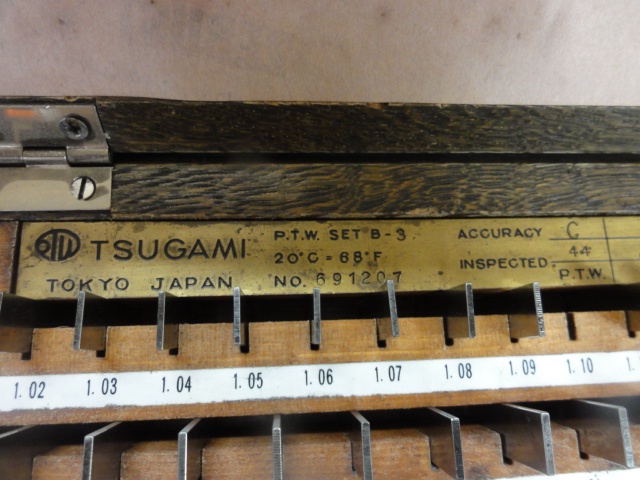 PTW TSUGAMI
TOKYO JAPAN
P.T.W. SET B-3
20°C = 68°F
NO. 691207
ACCURACY C
INSPECTED 44
P.T.W.
1.02 1.03 1.04 1.05 1.06 1.07 1.08 1.09 1.10